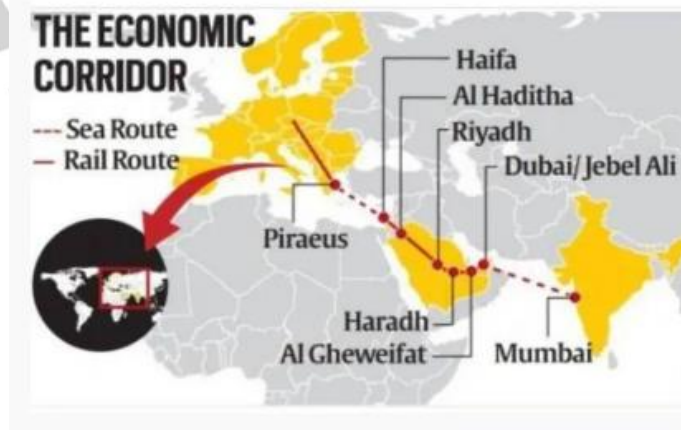 THE ECONOMIC
CORRIDOR
Sea Route
Rail Route
Haifa
Al Haditha
Riyadh
Dubai/ Jebel Ali
Piraeus
Haradh
Al Gheweifat
Mumbai